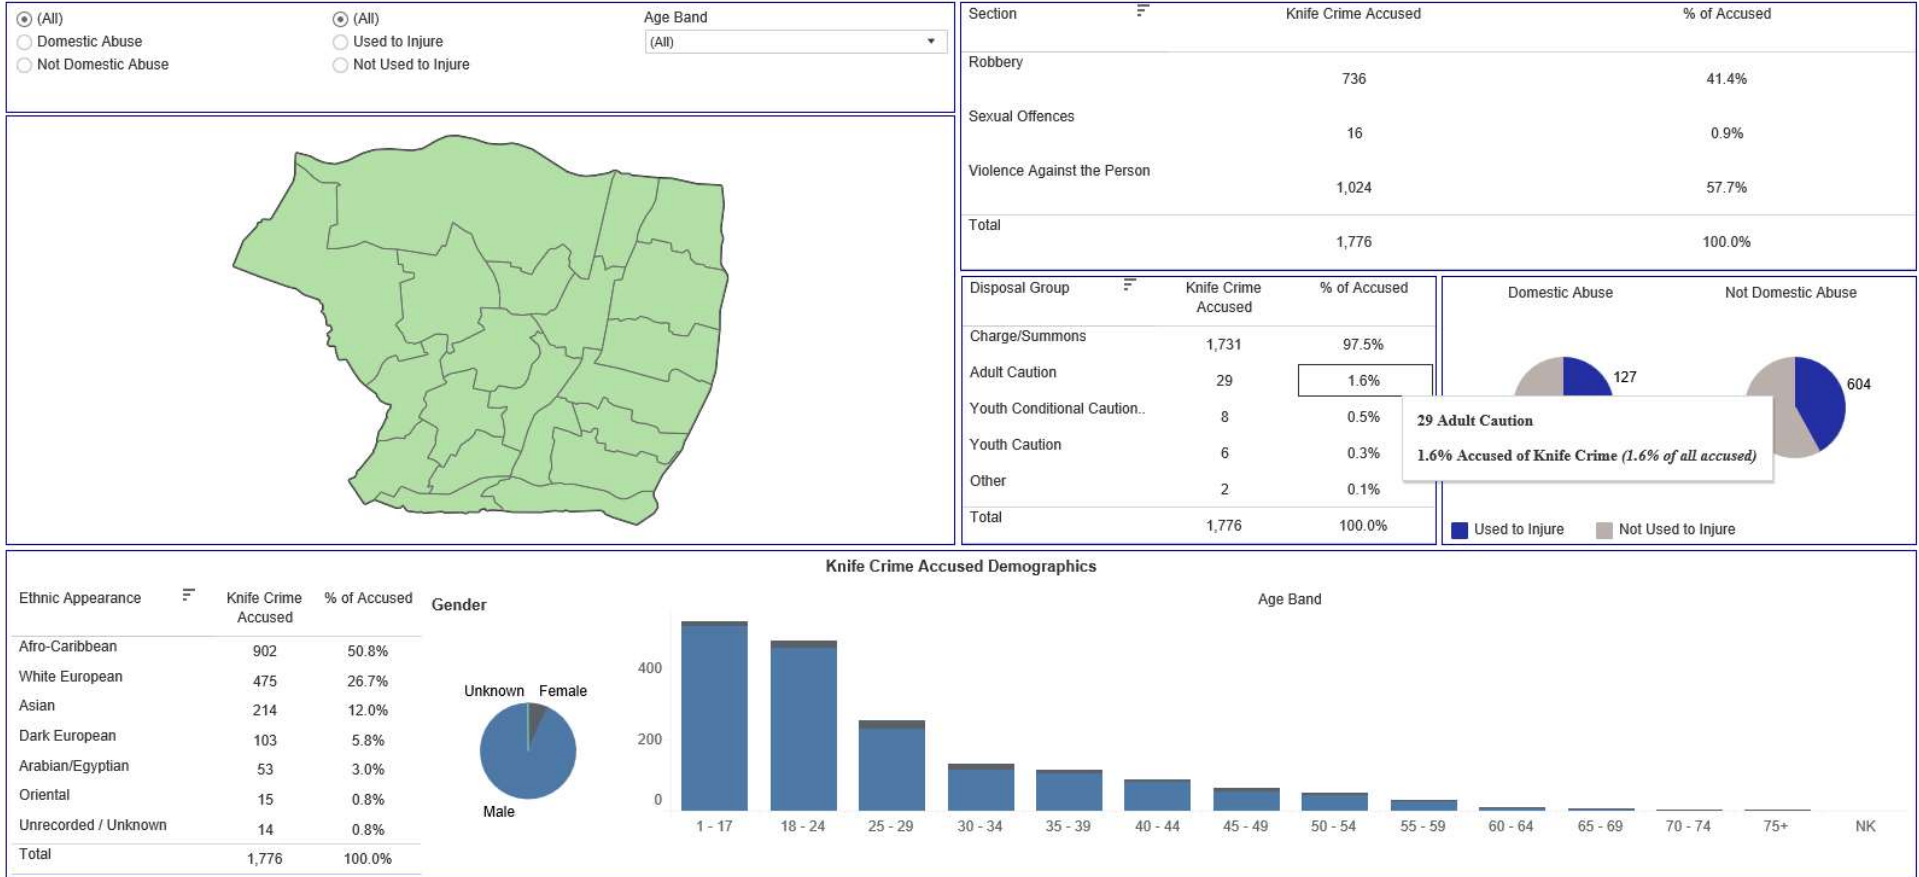 (All)
Domestic Abuse
Not Domestic Abuse
(All)
Used to Injure
Not Used to Injure
Age Band
(All)
Section Knife Crime Accused % of Accused
Robbery 736 41.4%
Sexual Offences 16 0.9%
Violence Against the Person 1,024 57.7%
Total 1,776 100.0%
Disposal Group Knife Crime % of Accused
Accused
Charge/Summons 1,731 97.5%
Adult Caution 29 1.6%
Youth Conditional Caution.. 8 0.5%
Youth Caution 6 0.3%
Other 2 0.1%
Total 1,776 100.0%
Domestic Abuse Not Domestic Abuse
127 604
29 Adult Caution
1.6% Accused of Knife Crime (1.6% of all accused)
Used to Injure Not Used to Injure
Knife Crime Accused Demographics
Ethnic Appearance Knife Crime % of Accused
Accused
Afro-Caribbean 902 50.8%
White European 475 26.7%
Asian 214 12.0%
Dark European 103 5.8%
Arabian/Egyptian 53 3.0%
Oriental 15 0.8%
Unrecorded / Unknown 14 0.8%
Total 1,776 100.0%
Gender
Unknown Female
Male
Age Band
400
200
0
1 - 17 18 - 24 25 - 29 30 - 34 35 - 39 40 - 44 45 - 49 50 - 54 55 - 59 60 - 64 65 - 69 70 - 74 75+ NK